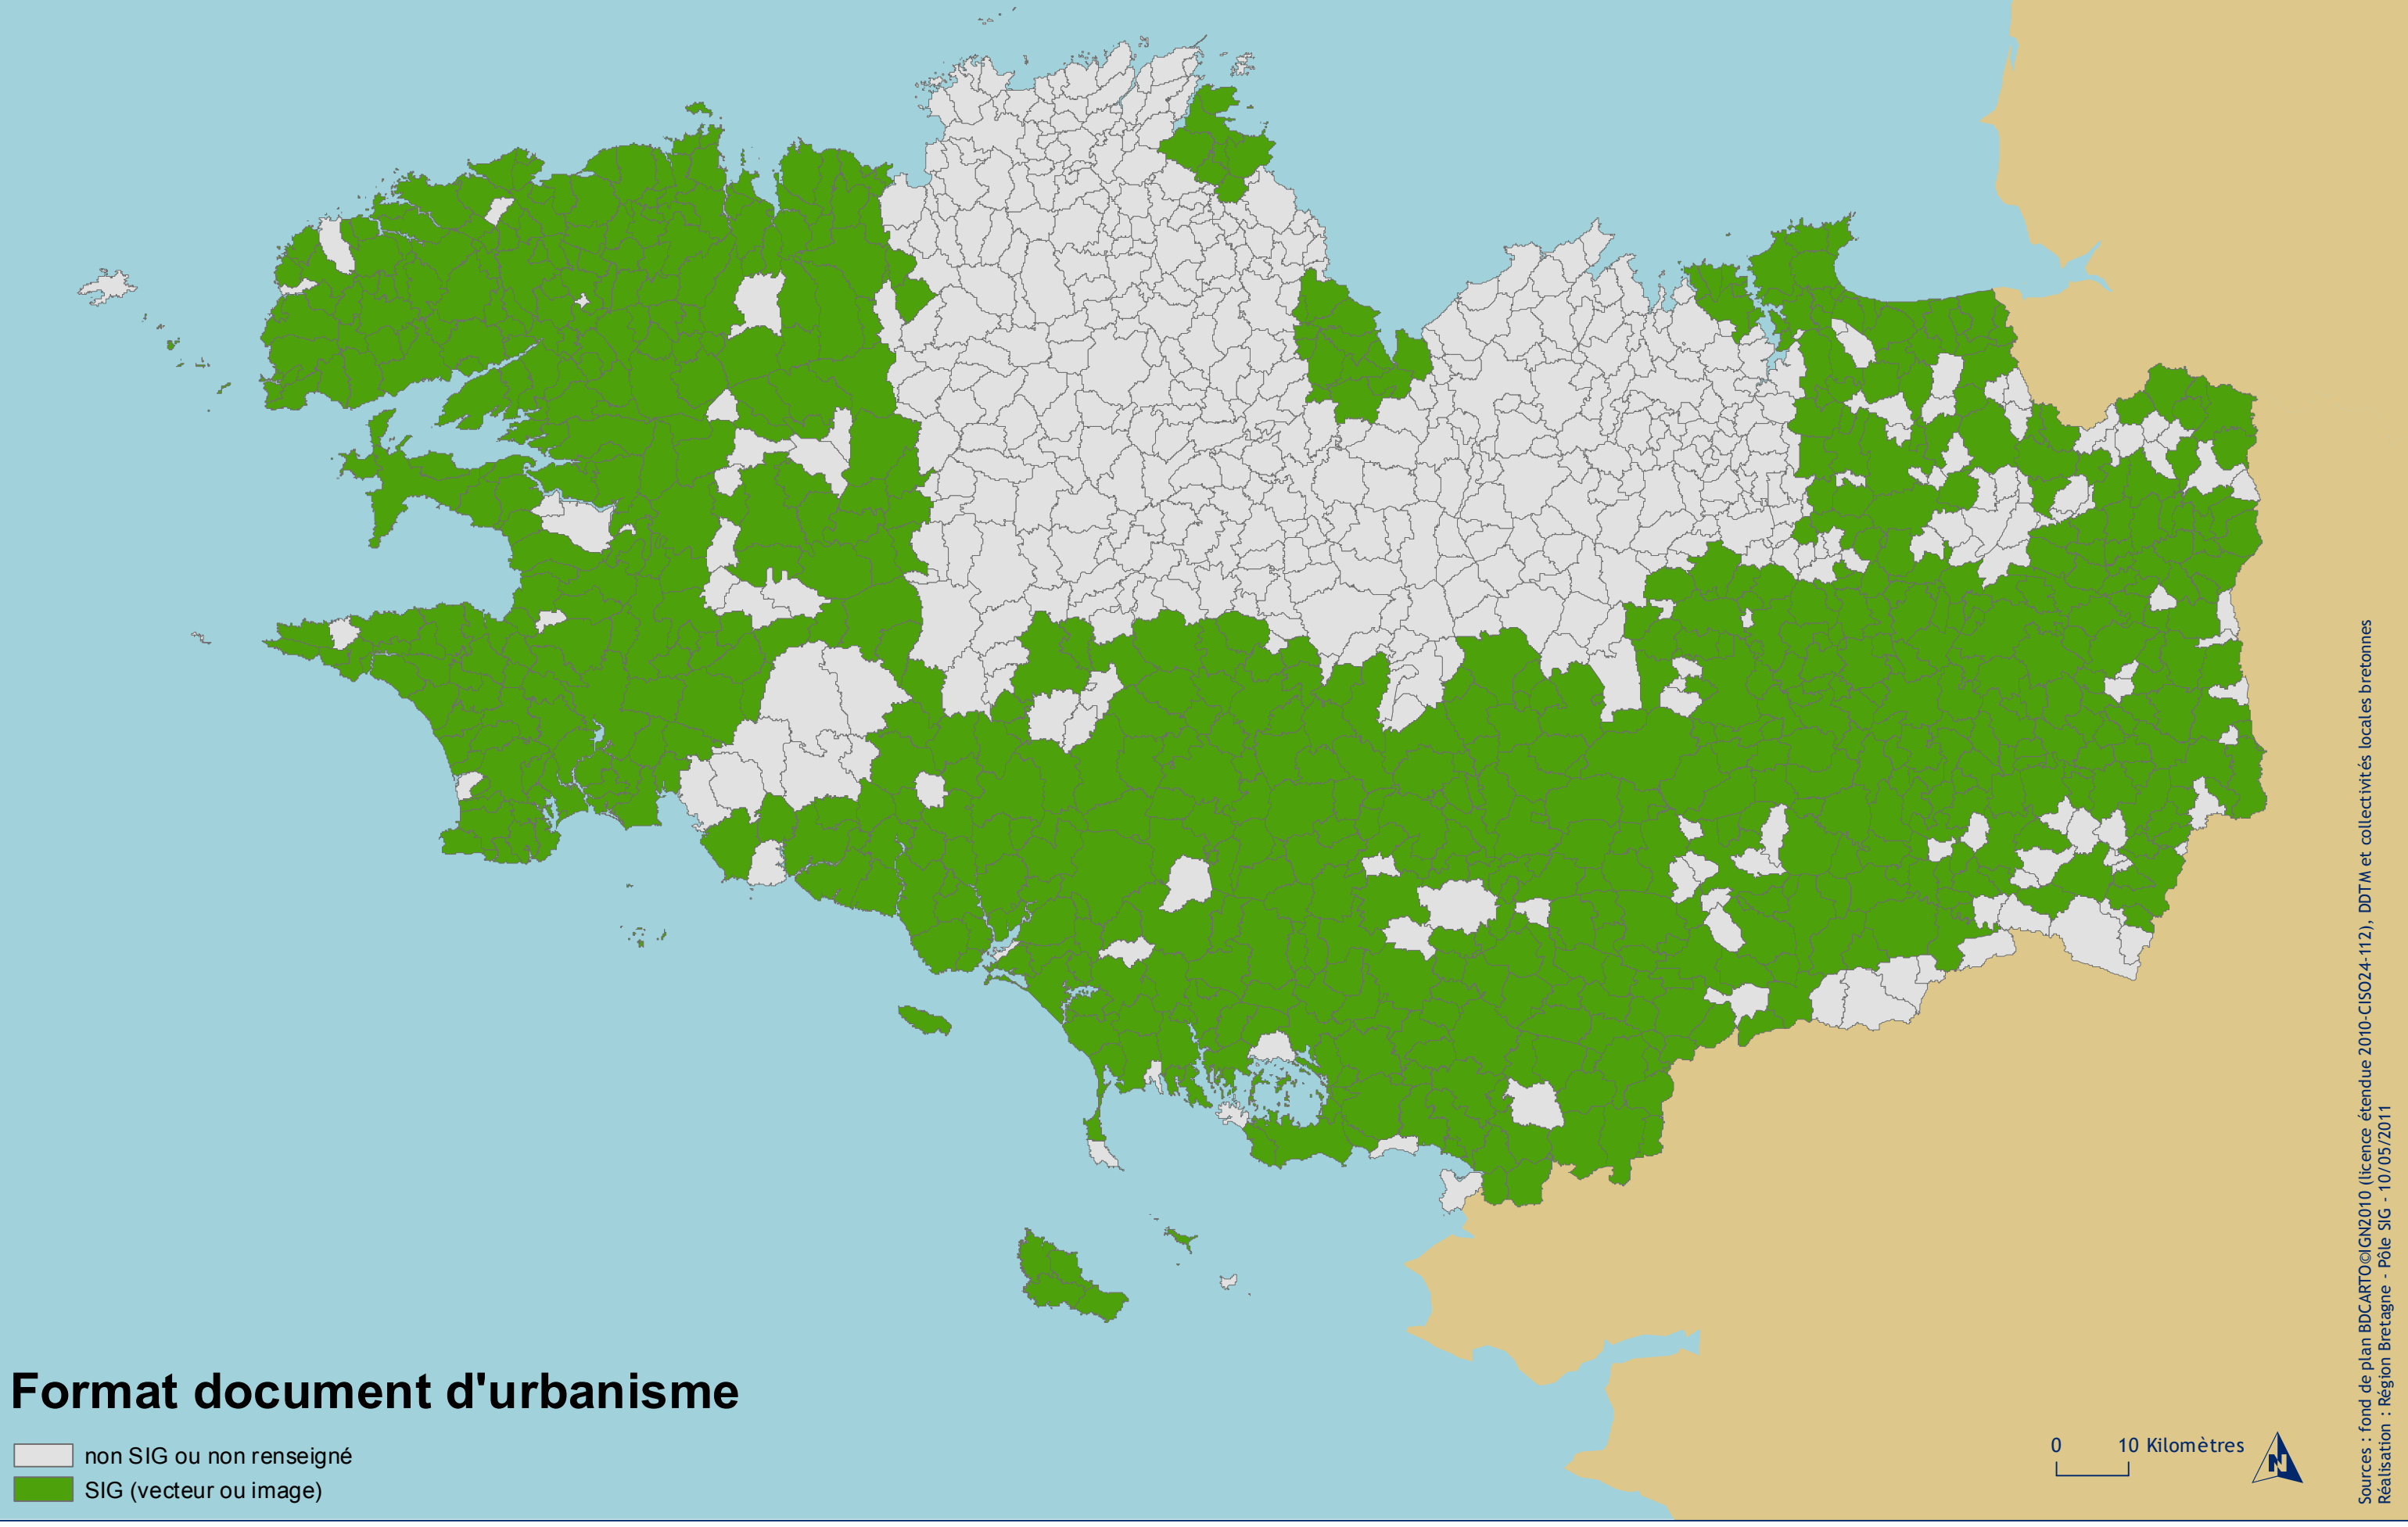 Format document d'urbanisme
non SIG ou non renseigné
SIG (vecteur ou image)
0 10 Kilomètres
N
Sources : fond de plan BDCARTO©IGN2010 (licence étendue 2010-CISO24-112), DDTM et collectivités locales bretonnes
Réalisation : Région Bretagne - Pôle SIG - 10/05/2011